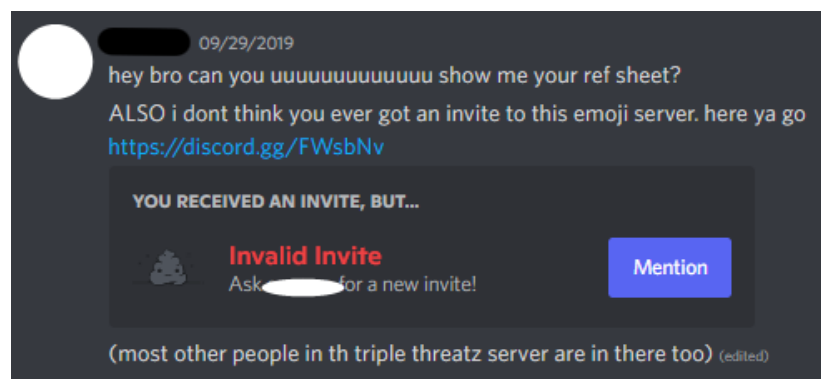 09/29/2019
hey bro can you uuuuuuuuuuuuu show me your ref sheet?
ALSO i dont think you ever got an invite to this emoji server. here ya go
https://discord.gg/FWsbNv
YOU RECEIVED AN INVITE, BUT...
Invalid Invite
Ask for a new invite!
Mention
(most other people in th triple threatz server are in there too) (edited)